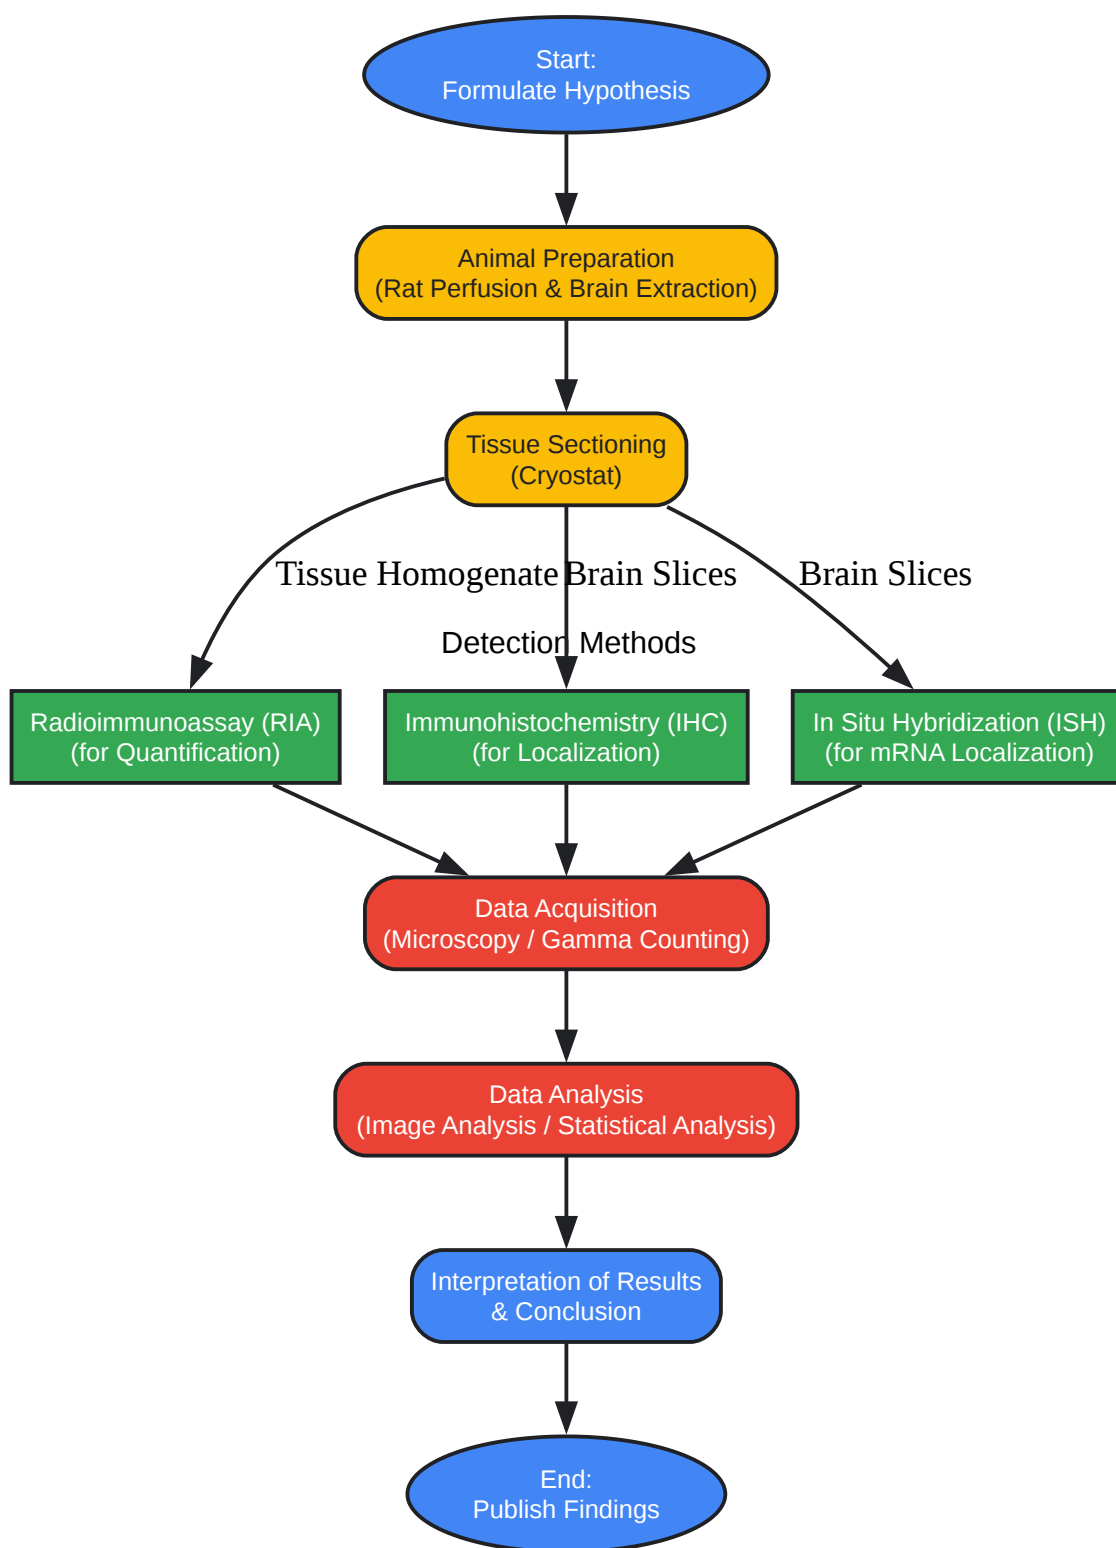 Start:
Formulate Hypothesis
Animal Preparation
(Rat Perfusion & Brain Extraction)
Tissue Sectioning
(Cryostat)
Tissue Homogenate
Brain Slices
Brain Slices
Detection Methods
Radioimmunoassay (RIA)
(for Quantification)
Immunohistochemistry (IHC)
(for Localization)
In Situ Hybridization (ISH)
(for mRNA Localization)
Data Acquisition
(Microscopy / Gamma Counting)
Data Analysis
(Image Analysis / Statistical Analysis)
Interpretation of Results
& Conclusion
End:
Publish Findings